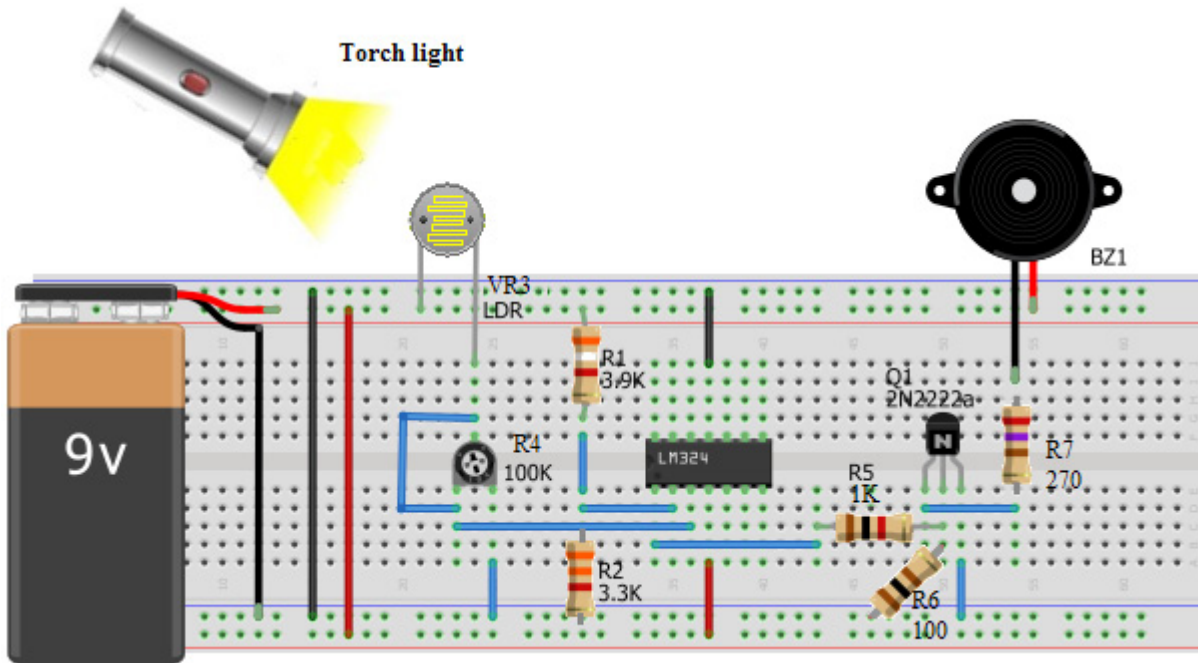 Torch light
BZ1
VR3
LDR
R1
3.9K
Q1
2N2222a
9v
R4
100K
LM324
R5
1K
R7
270
R2
3.3K
R6
100